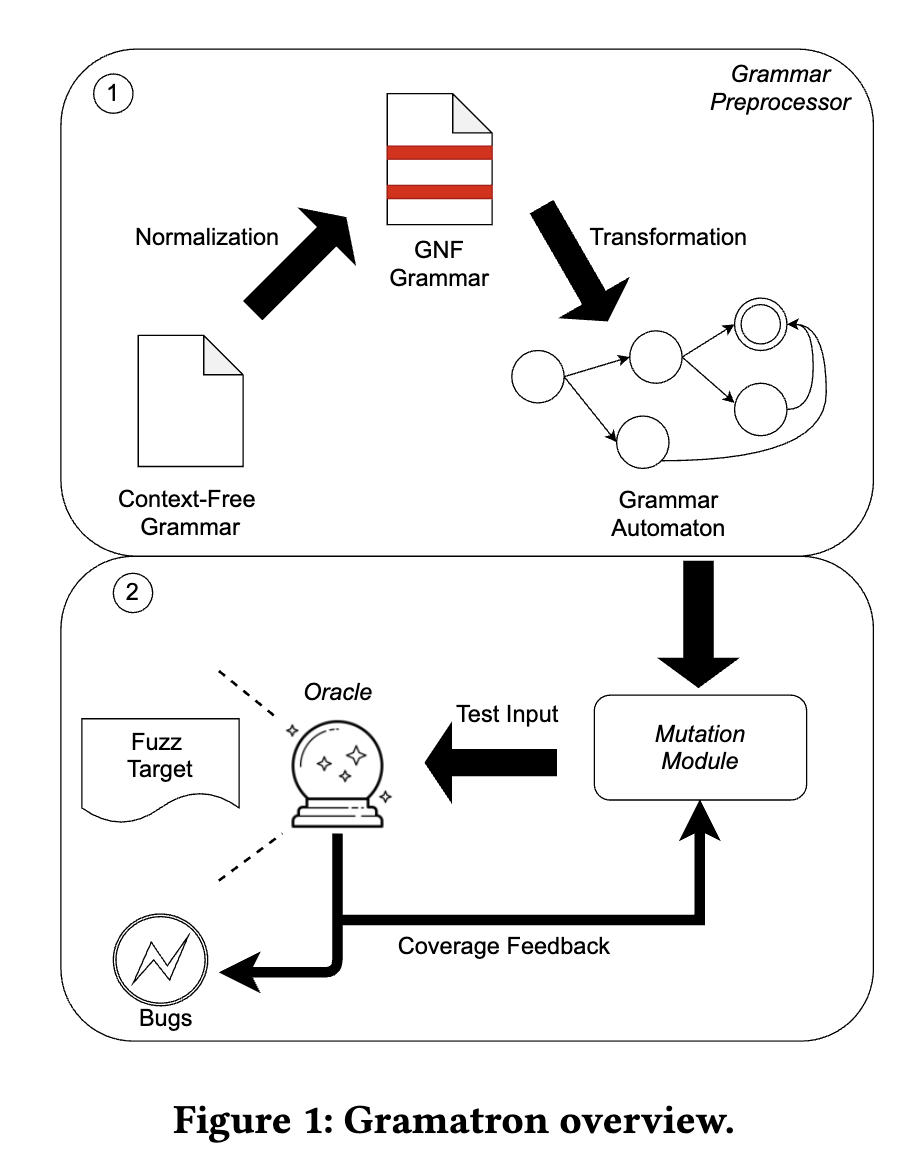 1
Grammar
Preprocessor
Normalization
GNF
Grammar
Transformation
Context-Free
Grammar
Grammar
Automaton
2
Oracle
Test Input
Fuzz
Target
Mutation
Module
Coverage Feedback
Bugs
Figure 1: Gramatron overview.